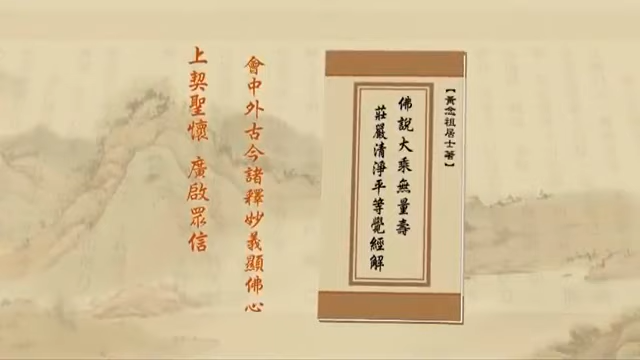 【黃念祖居士著】
佛說大乘無量壽
莊嚴清淨平等覺經解
會中外古今諸釋妙義顯佛心
上契聖懷 廣啟眾信